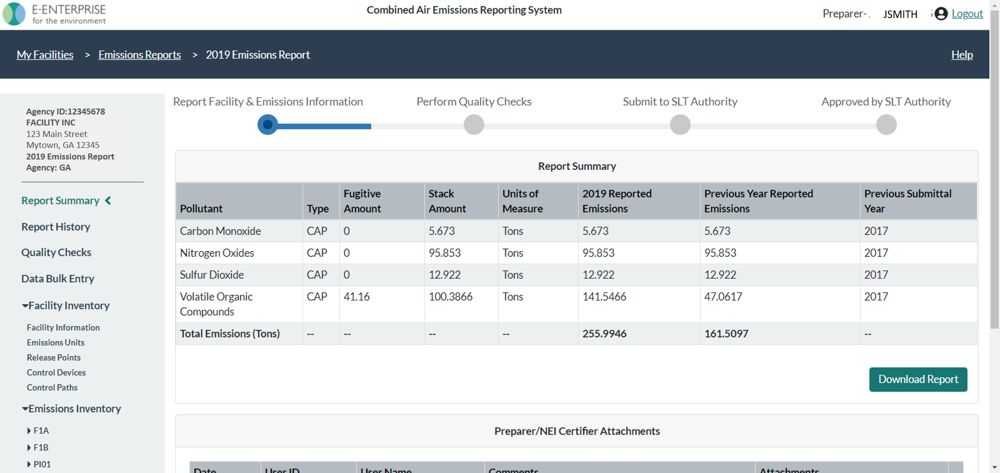 E-ENTERPRISE
for the environment
Combined Air Emissions Reporting System
Preparer- . JSMITH Logout
My Facilities > Emissions Reports > 2019 Emissions Report
Help
Agency ID:12345678
FACILITY INC
123 Main Street
Mytown, GA 12345
2019 Emissions Report
Agency: GA
Report Summary
Report History
Quality Checks
Data Bulk Entry
Facility Inventory
Facility Information
Emissions Units
Release Points
Control Devices
Control Paths
Emissions Inventory
F1A
F1B
PI01
Report Facility & Emissions Information Perform Quality Checks Submit to SLT Authority Approved by SLT Authority
Report Summary
Pollutant Type Fugitive Amount Stack Amount Units of Measure 2019 Reported Emissions Previous Year Reported Emissions Previous Submittal Year
Carbon Monoxide CAP 0 5.673 Tons 5.673 5.673 2017
Nitrogen Oxides CAP 0 95.853 Tons 95.853 95.853 2017
Sulfur Dioxide CAP 0 12.922 Tons 12.922 12.922 2017
Volatile Organic Compounds CAP 41.16 100.3866 Tons 141.5466 47.0617 2017
Total Emissions (Tons) -- -- -- -- 255.9946 161.5097 --
Download Report
Preparer/NEI Certifier Attachments
Date User ID User Name Comments Attachments